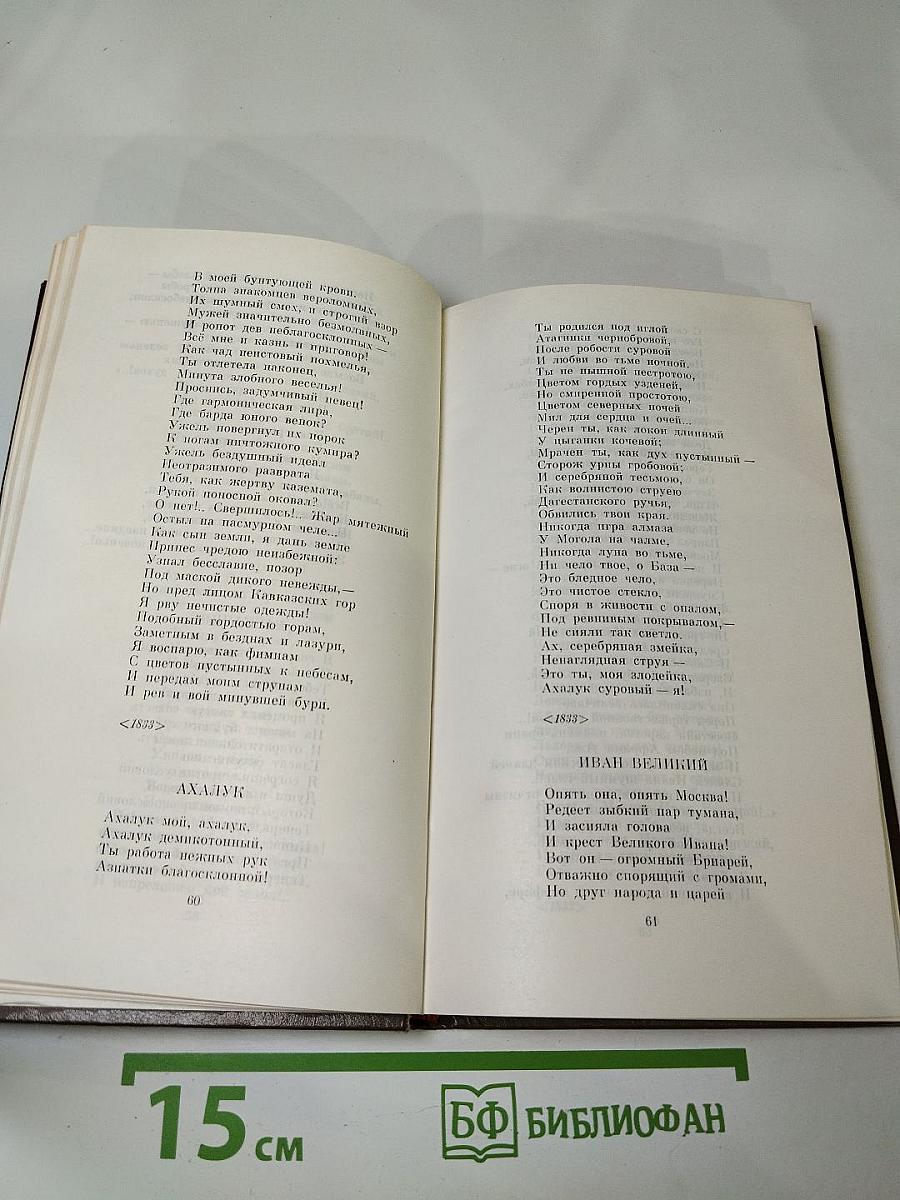 В моей бунтующей крови.
Толпа знакомцев вероломных,
Их шумный смех, и строгий взор
Мужей значительно безмолвных,
И ропот дев неблагосклонных —
Всё мне и казнь и приговор!
Как чад неистовый похмелья,
Ты отлетела наконец,
Минута злобного веселья!
Проснись, задумчивый певец!
Где гармоническая лира,
Где барда юного венок?
Ужель повергнул их порок
К ногам ничтожного кумира?
Ужель бездушный идеал
Неотразимого разврата
Тебя, как жертву каземата,
Рукой поносной оковал?
О нет!.. Свершилось!.. Жар мятежный
Остыл на пасмурном челе...
Как сын земли, я дань земле
Принес чредою неизбежной:
Узнал бесславие, позор
Под маской дикого невежды,—
Но пред лицом Кавказских гор
Я рву нечистые одежды!
Подобный гордостью горам,
Заметным в безднах и лазури,
Я воспарю, как фимиам
С цветов пустынных к небесам,
И передам моим струнам
И рев и вой минувшей бури.
<1833>
АХАЛУК
Ахалук мой, ахалук,
Ахалук демикотонный,
Ты работа нежных рук
Азиатки благосклонной!
60
Ты родился под иглой
Атагинки чернобровой,
После робости суровой
И любви во тьме ночной.
Ты не пышной пестротою,
Цветом гордых узденей,
Но смиренной простотою,
Цветом северных ночей
Мил для сердца и очей...
Черен ты, как локон длинный
У цыганки кочевой;
Мрачен ты, как дух пустынный —
Сторож урны гробовой;
И серебряной тесьмою,
Как волнистою струею
Дагестанского ручья,
Обвились твои края.
Никогда игра алмаза
У Могола на чалме,
Никогда луна во тьме,
Ни чело твое, о База —
Это бледное чело,
Это чистое стекло,
Споря в живости с опалом,
Под ревнивым покрывалом,—
Не сияли так светло.
Ах, серебряная змейка,
Ненаглядная струя —
Это ты, моя злодейка,
Ахалук суровый — я!
<1833>
ИВАН ВЕЛИКИЙ
Опять она, опять Москва!
Редеет зыбкий пар тумана,
И засияла голова
И крест Великого Ивана!
Вот он — огромный Бриарей,
Отважно спорящий с громами,
Но друг народа и царей
61
15 см
БФ БИБЛИОФАН